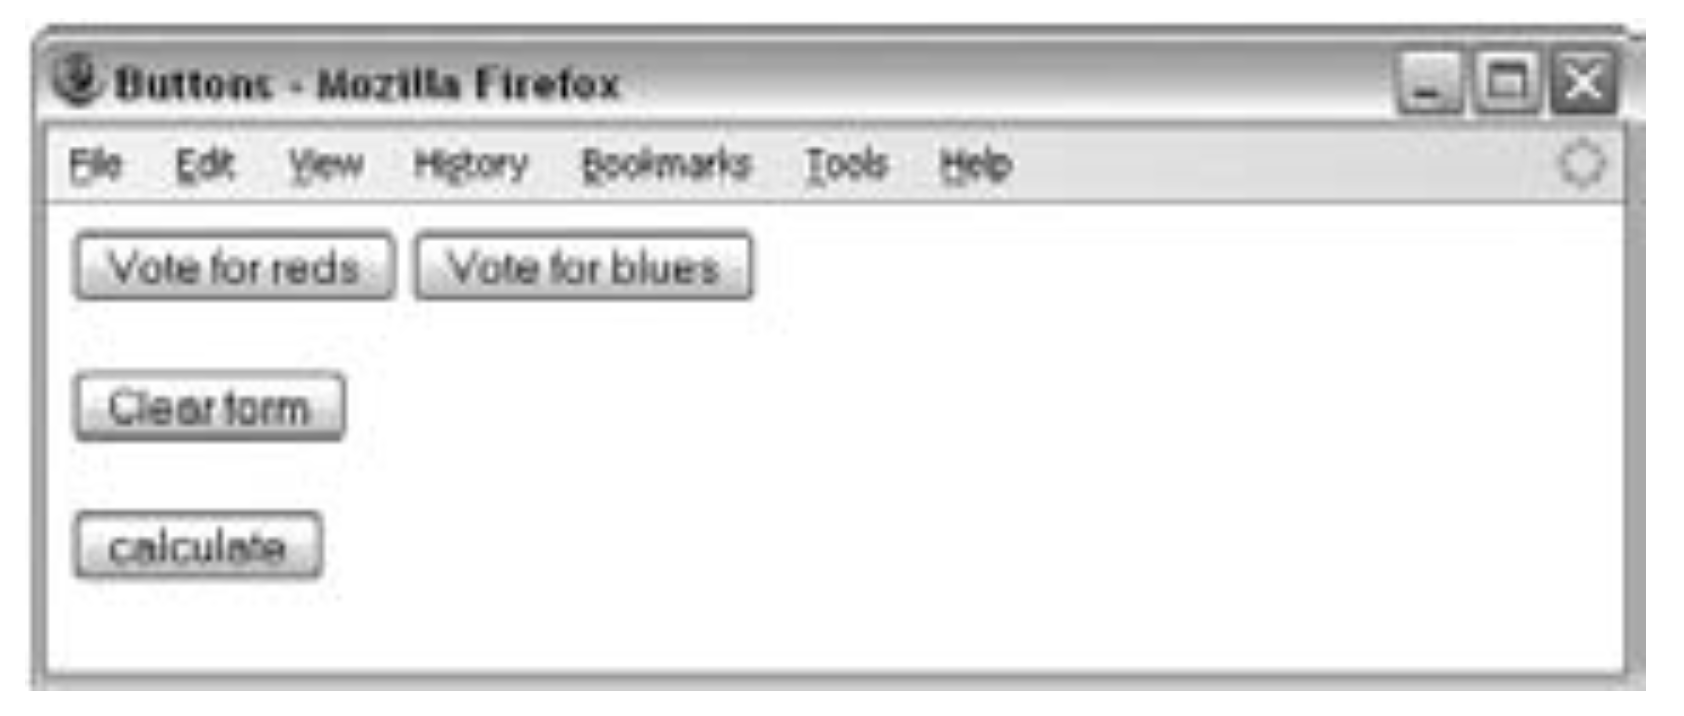 Buttons - Mozilla Firefox
File Edit View History Bookmarks Tools Help
Vote for reds Vote for blues
Clear form
calculate